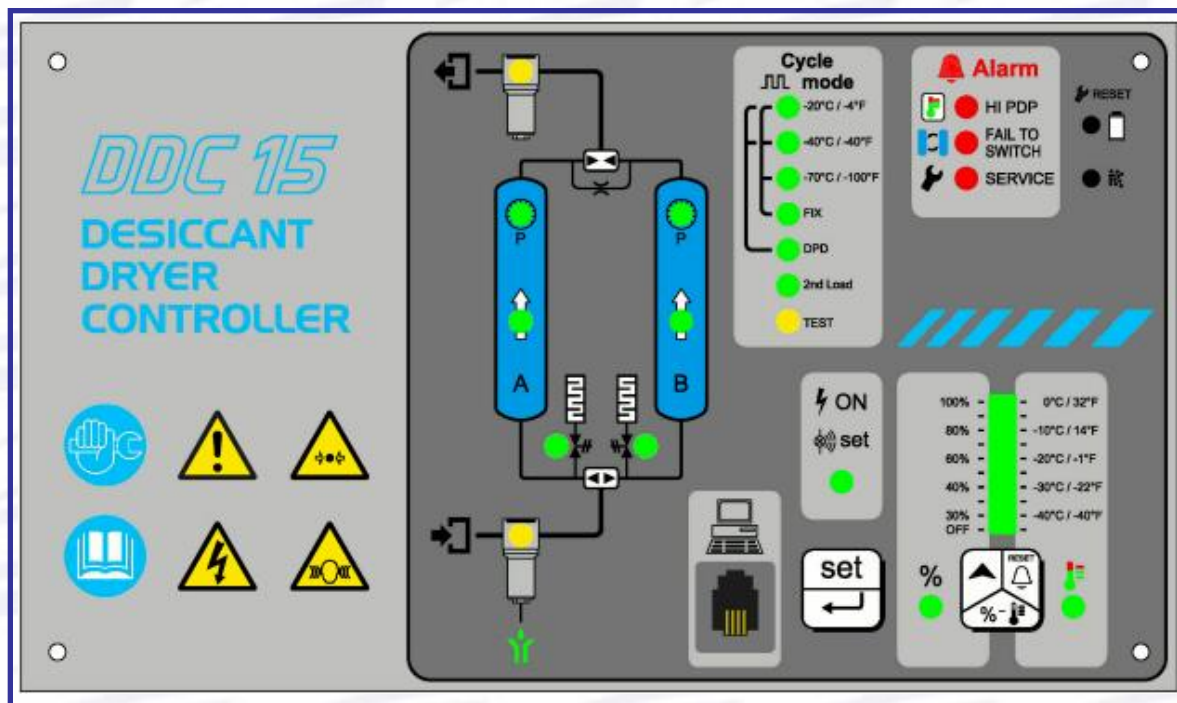 DDC 15
DESICCANT
DRYER
CONTROLLER
P
P
A
B
Cycle
mode
-20°C / -4°F
-40°C / -40°F
-70°C / -100°F
FIX
DPD
2nd Load
TEST
Alarm
HI PDP
FAIL TO
SWITCH
SERVICE
RESET
ON
set
set
100%
80%
60%
40%
30%
OFF
0°C / 32°F
-10°C / 14°F
-20°C / -1°F
-30°C / -22°F
-40°C / -40°F
%
RESET
%-